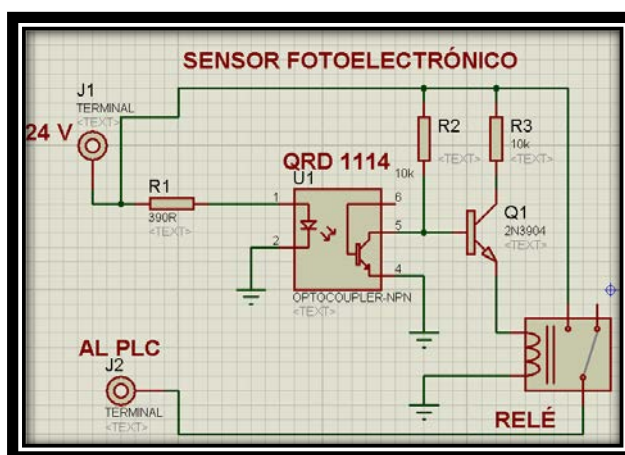 SENSOR FOTOELECTRÓNICO
J1
TERMINAL
<TEXT>
24 V
R1
390R
<TEXT>
QRD 1114
U1
1
2
6
5
4
OPTOCOUPLER-NPN
<TEXT>
R2
10k
<TEXT>
R3
10k
<TEXT>
Q1
2N3904
<TEXT>
AL PLC
J2
TERMINAL
<TEXT>
RELÉ